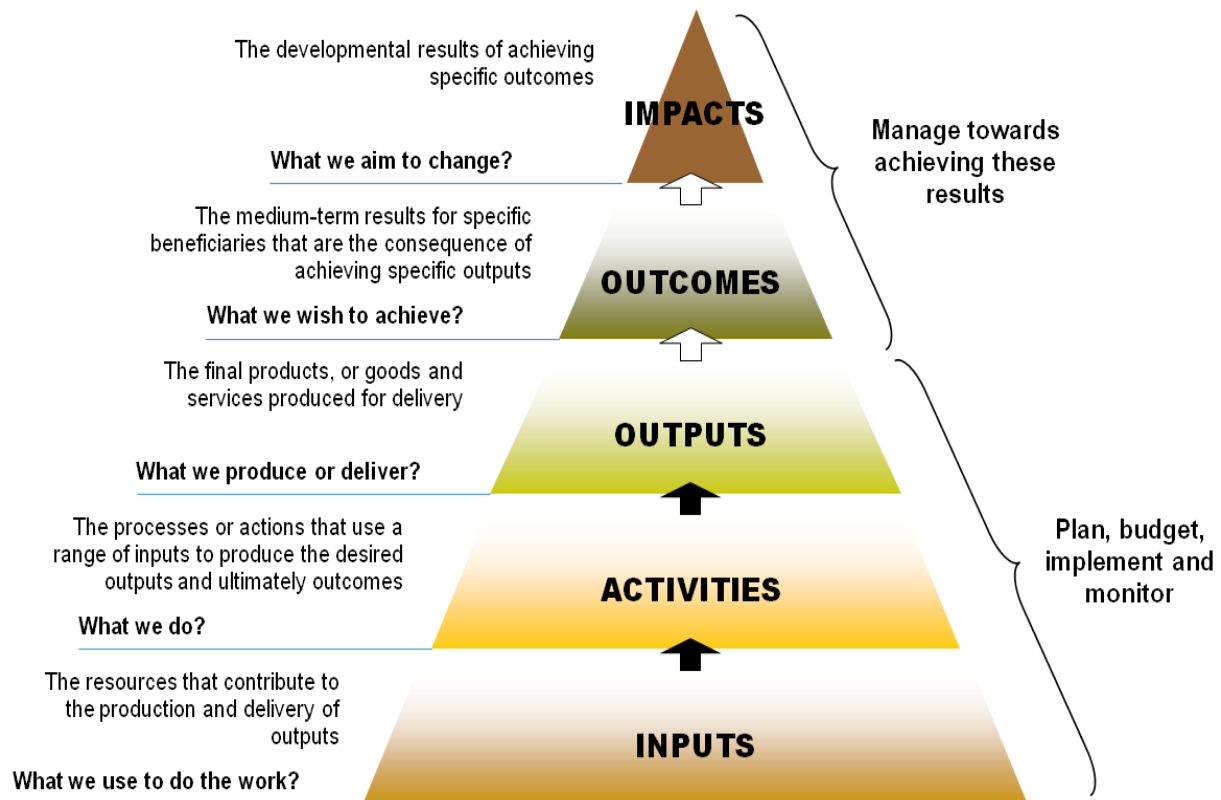 The developmental results of achieving
specific outcomes
IMPACTS
What we aim to change?
Manage towards
achieving these
results
The medium-term results for specific
beneficiaries that are the consequence of
achieving specific outputs
OUTCOMES
What we wish to achieve?
The final products, or goods and
services produced for delivery
OUTPUTS
What we produce or deliver?
The processes or actions that use a
range of inputs to produce the desired
outputs and ultimately outcomes
ACTIVITIES
What we do?
Plan, budget,
implement and
monitor
The resources that contribute to
the production and delivery of
outputs
INPUTS
What we use to do the work?